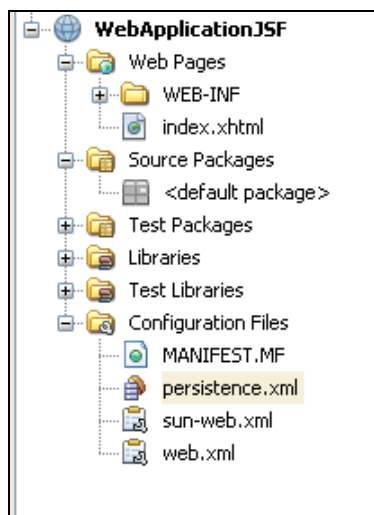 WebApplicationJSF
Web Pages
WEB-INF
index.xhtml
Source Packages
<default package>
Test Packages
Libraries
Test Libraries
Configuration Files
MANIFEST.MF
persistence.xml
sun-web.xml
web.xml